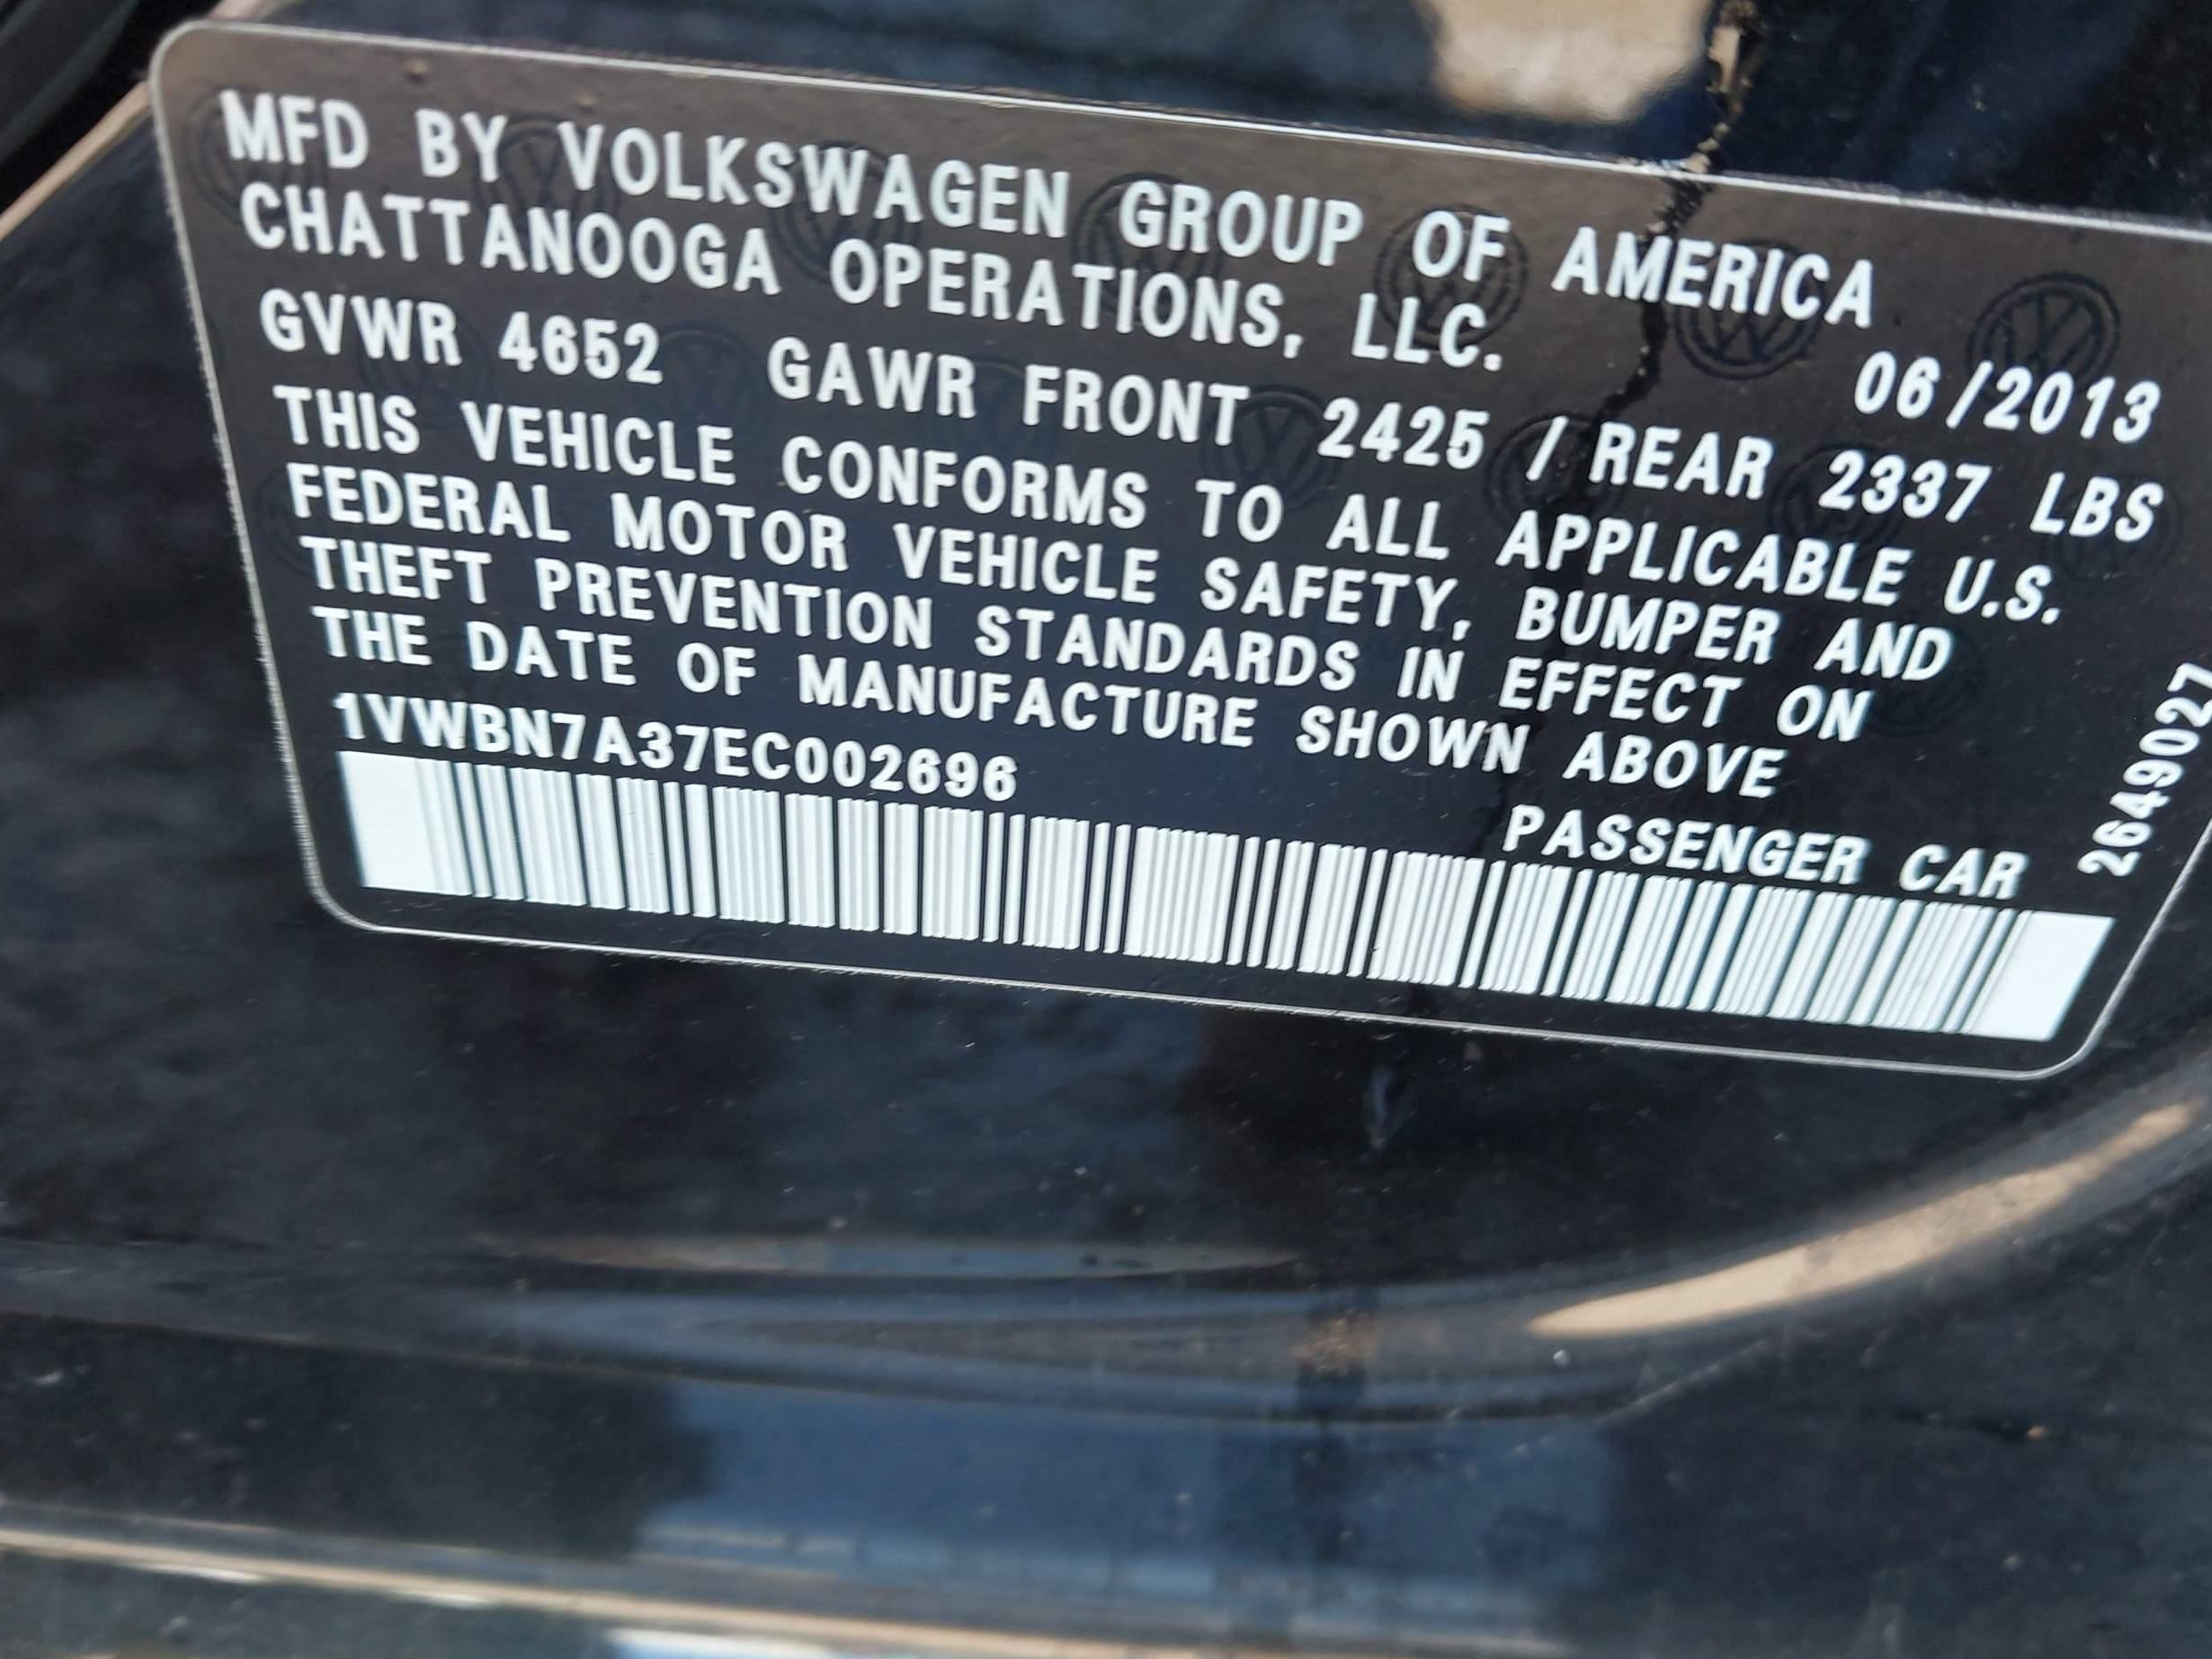 MFD BY VOLKSWAGEN GROUP OF AMERICA
CHATTANOOGA OPERATIONS, LLC.
06/2013
GVWR 4652 GAWR FRONT 2425 / REAR 2337 LBS
THIS VEHICLE CONFORMS TO ALL APPLICABLE U.S.
FEDERAL MOTOR VEHICLE SAFETY, BUMPER AND
THEFT PREVENTION STANDARDS IN EFFECT ON
THE DATE OF MANUFACTURE SHOWN ABOVE
1VWBN7A37EC002696
PASSENGER CAR
2649027